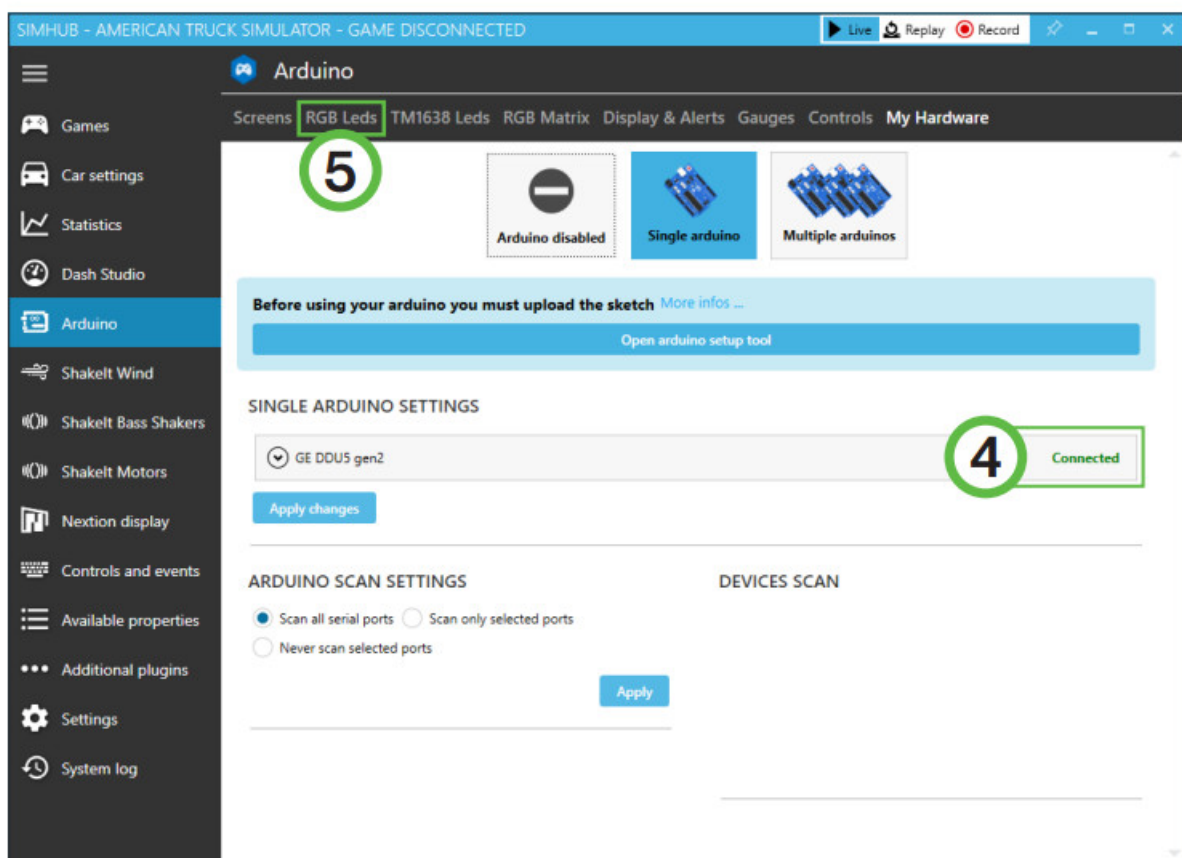 SIMHUB - AMERICAN TRUCK SIMULATOR - GAME DISCONNECTED
Live Replay Record
Arduino
Screens RGB Leds TM1638 Leds RGB Matrix Display & Alerts Gauges Controls My Hardware
5
Games
Car settings
Statistics
Dash Studio
Arduino
ShakeIt Wind
ShakeIt Bass Shakers
ShakeIt Motors
Nextion display
Controls and events
Available properties
Additional plugins
Settings
System log
Arduino disabled
Single arduino
Multiple arduinos
Before using your arduino you must upload the sketch More infos ...
Open arduino setup tool
SINGLE ARDUINO SETTINGS
GE DDU5 gen2
4
Connected
Apply changes
ARDUINO SCAN SETTINGS
Scan all serial ports Scan only selected ports
Never scan selected ports
Apply
DEVICES SCAN